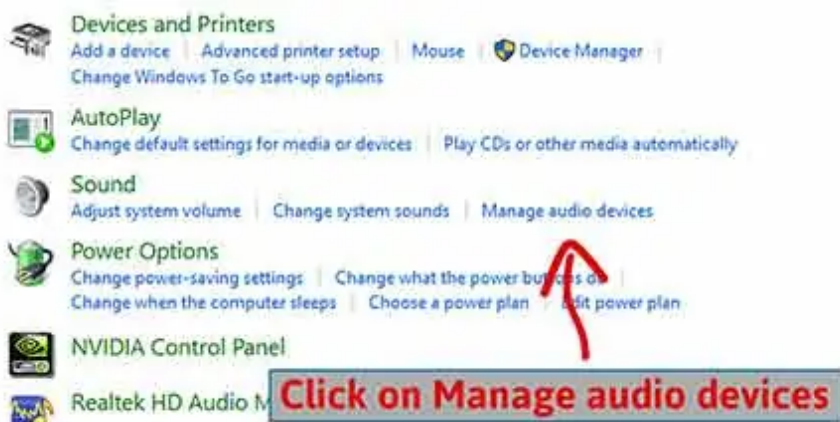 Devices and Printers
Add a device | Advanced printer setup | Mouse | Device Manager |
Change Windows To Go start-up options
AutoPlay
Change default settings for media or devices | Play CDs or other media automatically
Sound
Adjust system volume | Change system sounds | Manage audio devices
Power Options
Change power-saving settings | Change what the power buttons do |
Change when the computer sleeps | Choose a power plan | Edit power plan
NVIDIA Control Panel
Realtek HD Audio M
Click on Manage audio devices